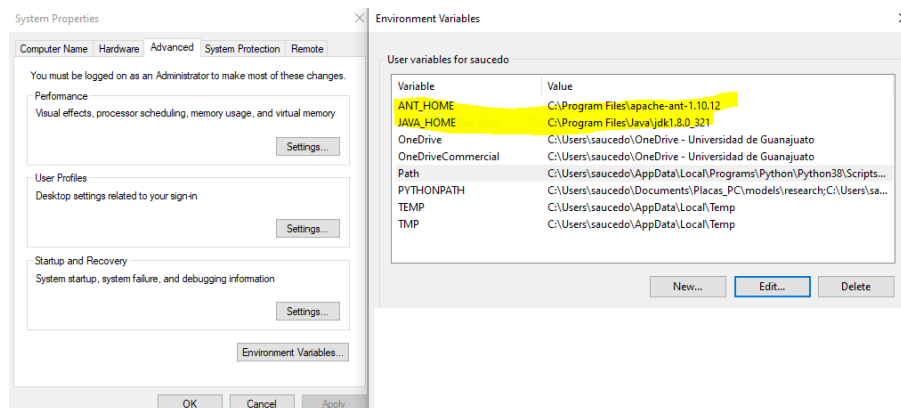 System Properties
Computer Name Hardware Advanced System Protection Remote
You must be logged on as an Administrator to make most of these changes.
Performance
Visual effects, processor scheduling, memory usage, and virtual memory
Settings...
User Profiles
Desktop settings related to your sign-in
Settings...
Startup and Recovery
System startup, system failure, and debugging information
Settings...
Environment Variables...
OK Cancel Apply
Environment Variables
User variables for saucedo
Variable Value
ANT_HOME C:\Program Files\apache-ant-1.10.12
JAVA_HOME C:\Program Files\Java\jdk1.8.0_321
OneDrive C:\Users\saucedo\OneDrive - Universidad de Guanajuato
OneDriveCommercial C:\Users\saucedo\OneDrive - Universidad de Guanajuato
Path C:\Users\saucedo\AppData\Local\Programs\Python\Python38\Scripts...
PYTHONPATH C:\Users\saucedo\Documents\Placas_PC\models\research;C:\Users\sa...
TEMP C:\Users\saucedo\AppData\Local\Temp
TMP C:\Users\saucedo\AppData\Local\Temp
New... Edit... Delete